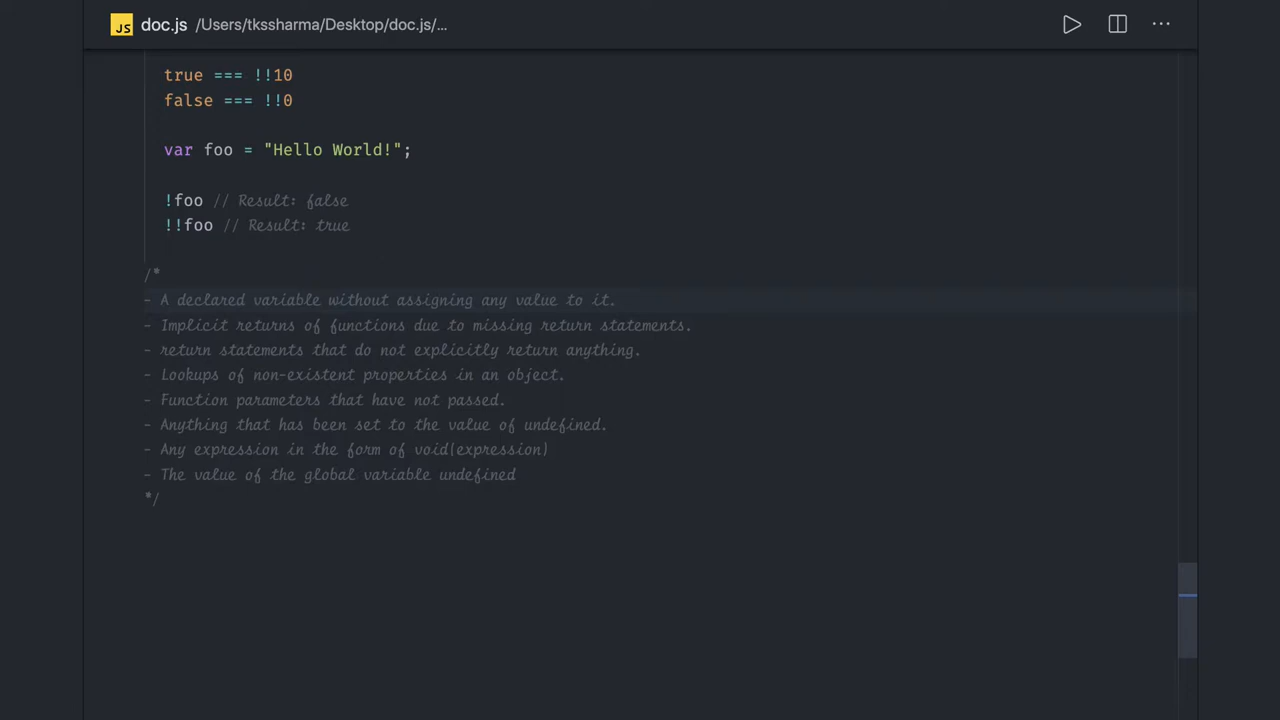 JS doc.js /Users/tkssharma/Desktop/doc.js/...
true === !!10
false === !!0
var foo = "Hello World!";
!foo // Result: false
!!foo // Result: true
/*
- A declared variable without assigning any value to it.
- Implicit returns of functions due to missing return statements.
- return statements that do not explicitly return anything.
- Lookups of non-existent properties in an object.
- Function parameters that have not passed.
- Anything that has been set to the value of undefined.
- Any expression in the form of void(expression)
- The value of the global variable undefined
*/